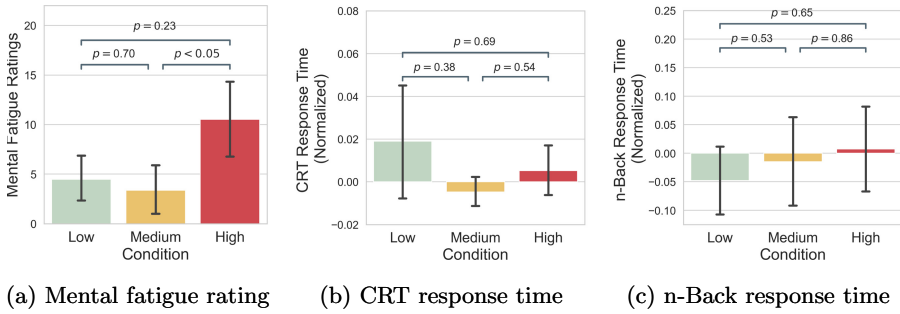 Mental Fatigue Ratings
20
15
10
5
0
p = 0.23
p = 0.70
p < 0.05
Low
Medium
High
Condition
(a) Mental fatigue rating
CRT Response Time
(Normalized)
0.08
0.06
0.04
0.02
0.00
−0.02
p = 0.69
p = 0.38
p = 0.54
Low
Medium
High
Condition
(b) CRT response time
n-Back Response Time
(Normalized)
0.25
0.20
0.15
0.10
0.05
0.00
−0.05
−0.10
p = 0.65
p = 0.53
p = 0.86
Low
Medium
High
Condition
(c) n-Back response time